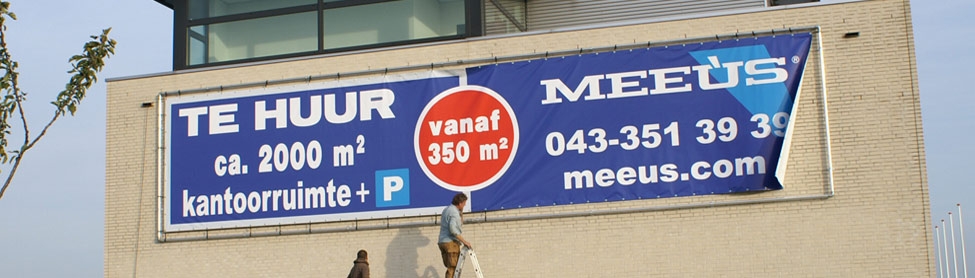 TE HUUR
ca. 2000 m²
kantoorruimte + P
vanaf
350 m²
MEEÙS®
043-351 39 39
meeus.com